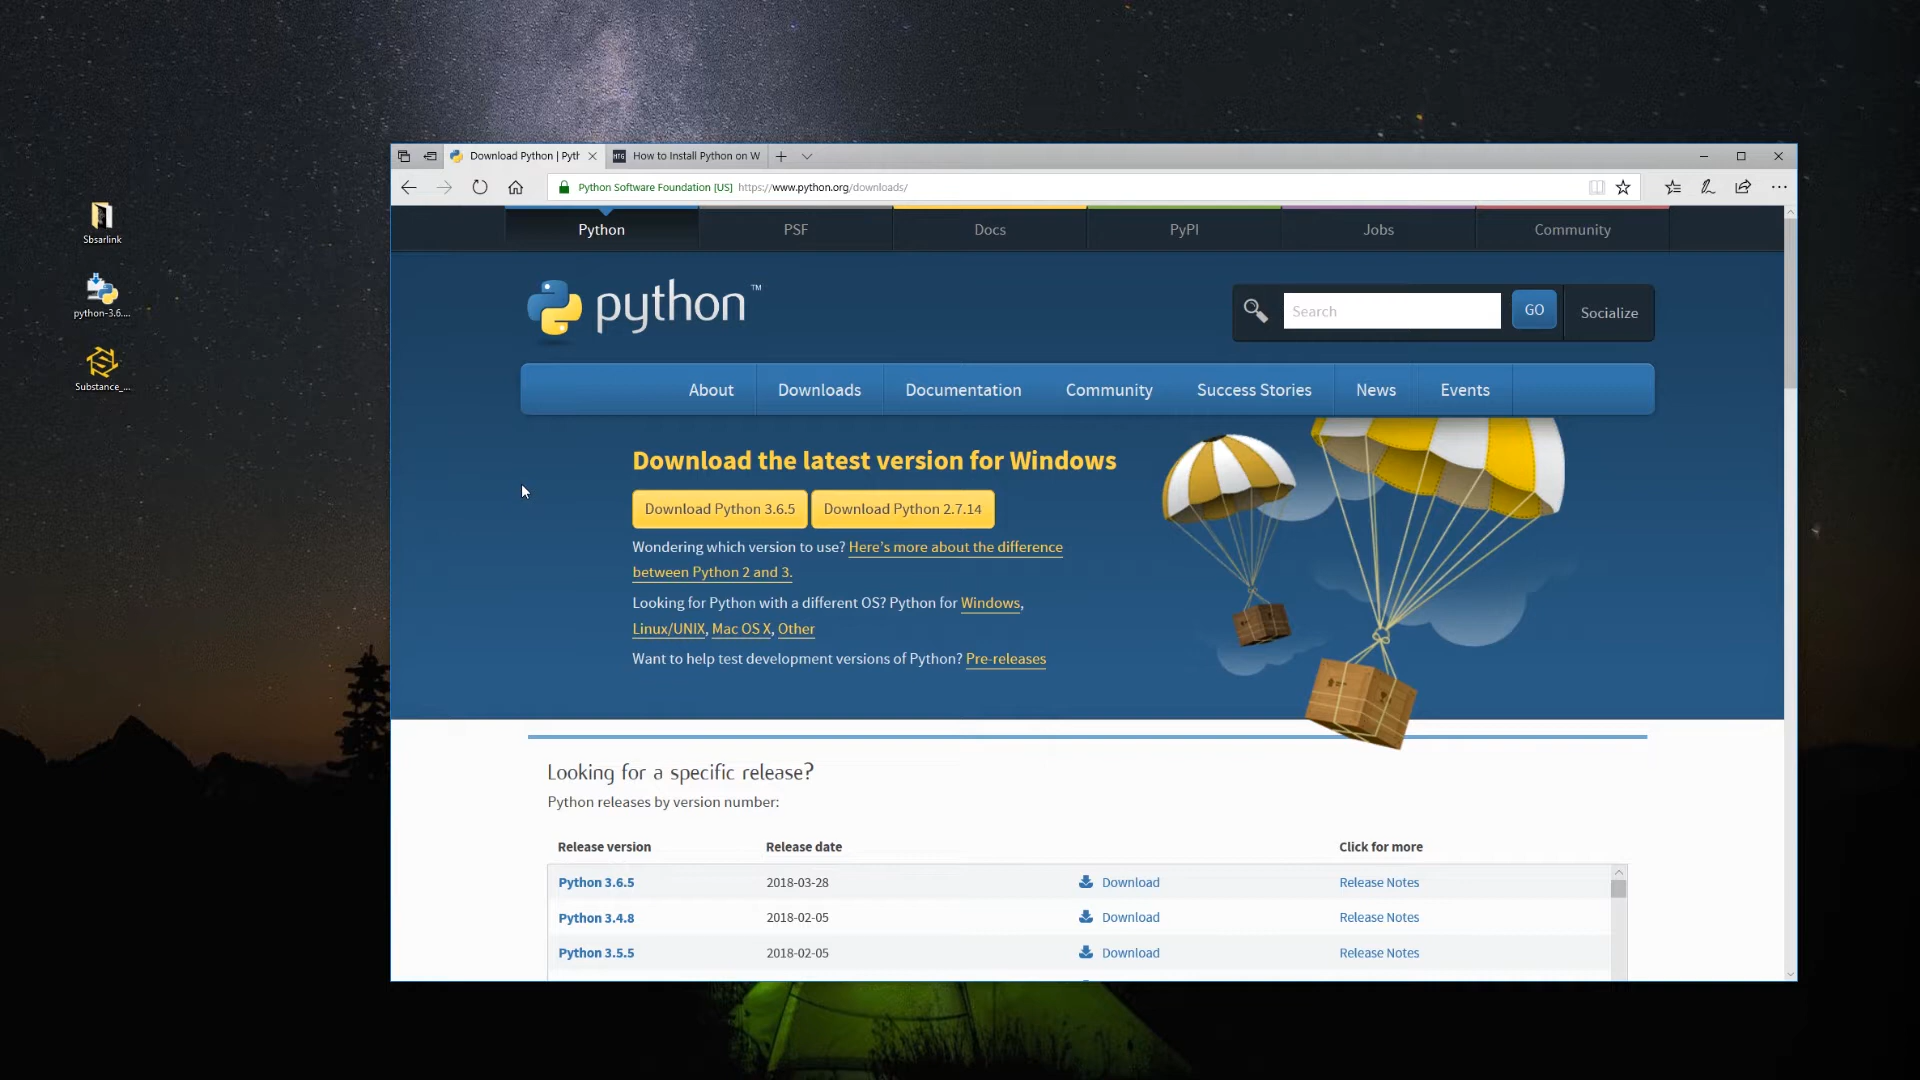 Sbsarlink
python-3.6....
Substance_...
Download Python | Pyth
HTG How to Install Python on W
Python Software Foundation [US] https://www.python.org/downloads/
Python PSF Docs PyPI Jobs Community
python™
Search GO Socialize
About Downloads Documentation Community Success Stories News Events
Download the latest version for Windows
Download Python 3.6.5 Download Python 2.7.14
Wondering which version to use? Here's more about the difference
between Python 2 and 3.
Looking for Python with a different OS? Python for Windows,
Linux/UNIX, Mac OS X, Other
Want to help test development versions of Python? Pre-releases
Looking for a specific release?
Python releases by version number:
Release version Release date Click for more
Python 3.6.5 2018-03-28 Download Release Notes
Python 3.4.8 2018-02-05 Download Release Notes
Python 3.5.5 2018-02-05 Download Release Notes